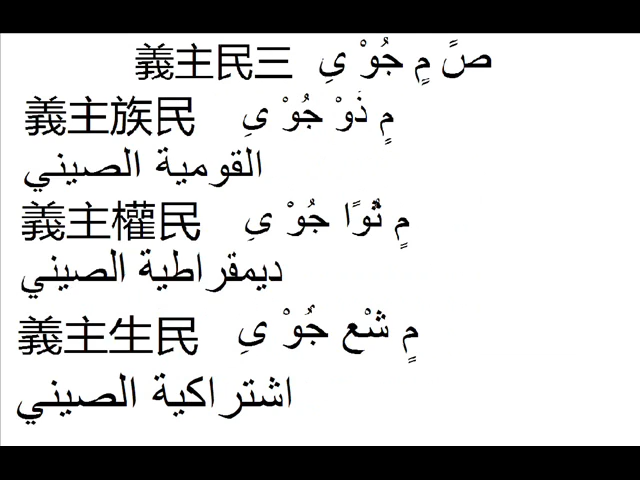 صً مٍ جُوْ يِ 三民主義
مٍ ذَوْ جُوْ يِ 民族主義
القومية الصيني
مٍ ثُوًا جُوْ يِ 民權主義
ديمقراطية الصيني
مٍ شْع جُوْ يِ 民生主義
اشتراكية الصيني